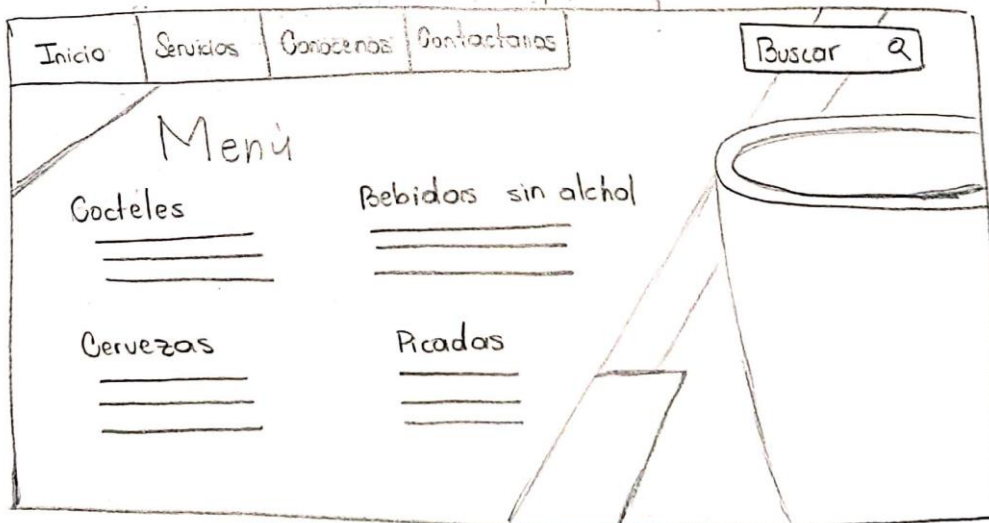 Inicio Servicios Conocenos Contactanos Buscar
Menú
Cocteles Bebidas sin alchol
Cervezas Picadas